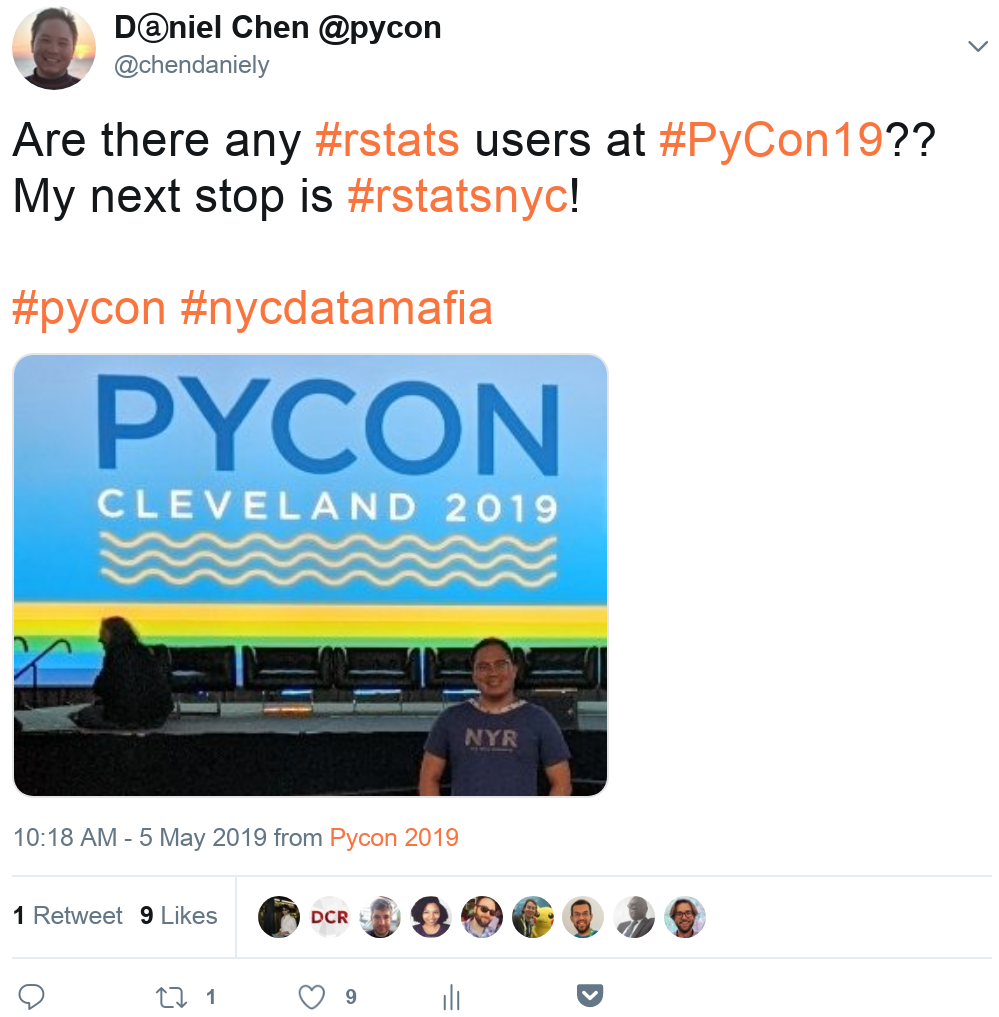 Dⓐniel Chen @pycon
@chendaniely
Are there any #rstats users at #PyCon19??
My next stop is #rstatsnyc!
#pycon #nycdatamafia
PYCON
CLEVELAND 2019
NYR
10:18 AM - 5 May 2019 from Pycon 2019
1 Retweet 9 Likes
DCR
1 9